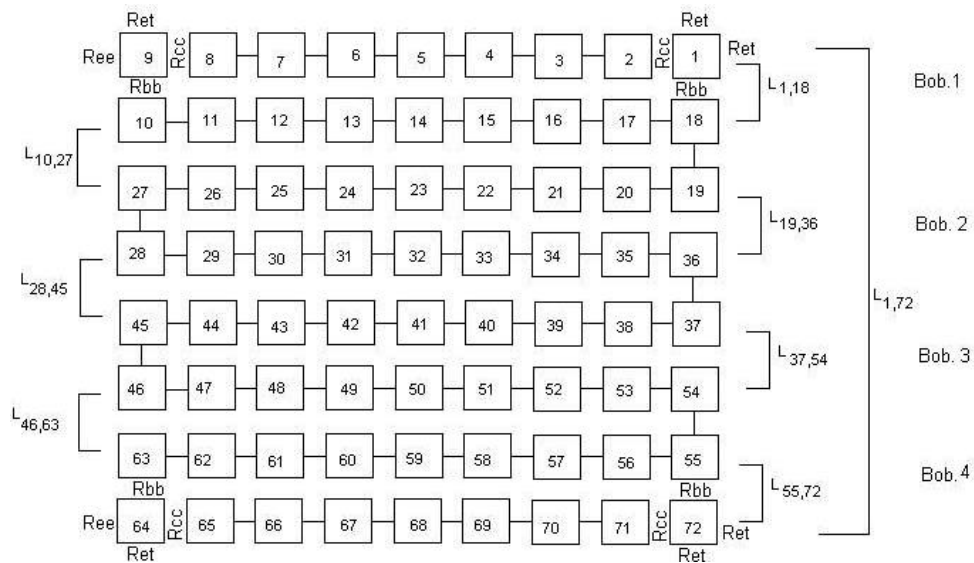 Ret Ret
Ree 9 Rcc 8 7 6 5 4 3 2 Rcc 1 Ret
Rbb Rbb L1,18 Bob.1
10 11 12 13 14 15 16 17 18
L10,27
27 26 25 24 23 22 21 20 19
L19,36 Bob. 2
28 29 30 31 32 33 34 35 36
L28,45 L1,72
45 44 43 42 41 40 39 38 37
L37,54 Bob. 3
46 47 48 49 50 51 52 53 54
L46,63
63 62 61 60 59 58 57 56 55
Rbb Rbb L55,72 Bob.4
Ree 64 Rcc 65 66 67 68 69 70 71 Rcc 72 Ret
Ret Ret